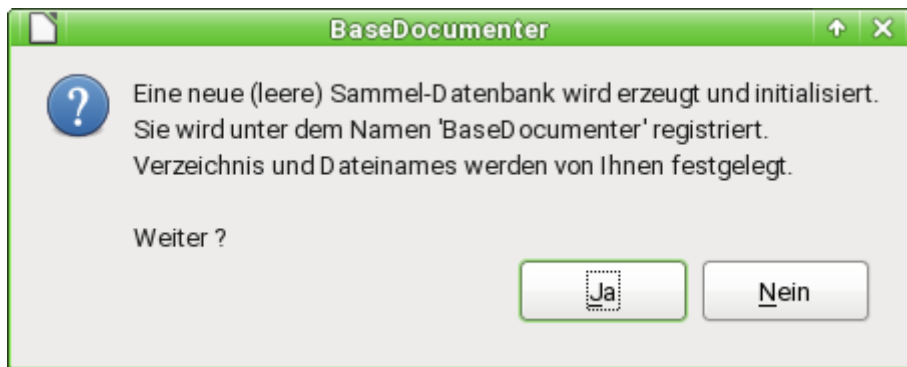 BaseDocumenter
Eine neue (leere) Sammel-Datenbank wird erzeugt und initialisiert.
Sie wird unter dem Namen 'BaseDocumenter' registriert.
Verzeichnis und Dateinames werden von Ihnen festgelegt.
Weiter ?
Ja
Nein